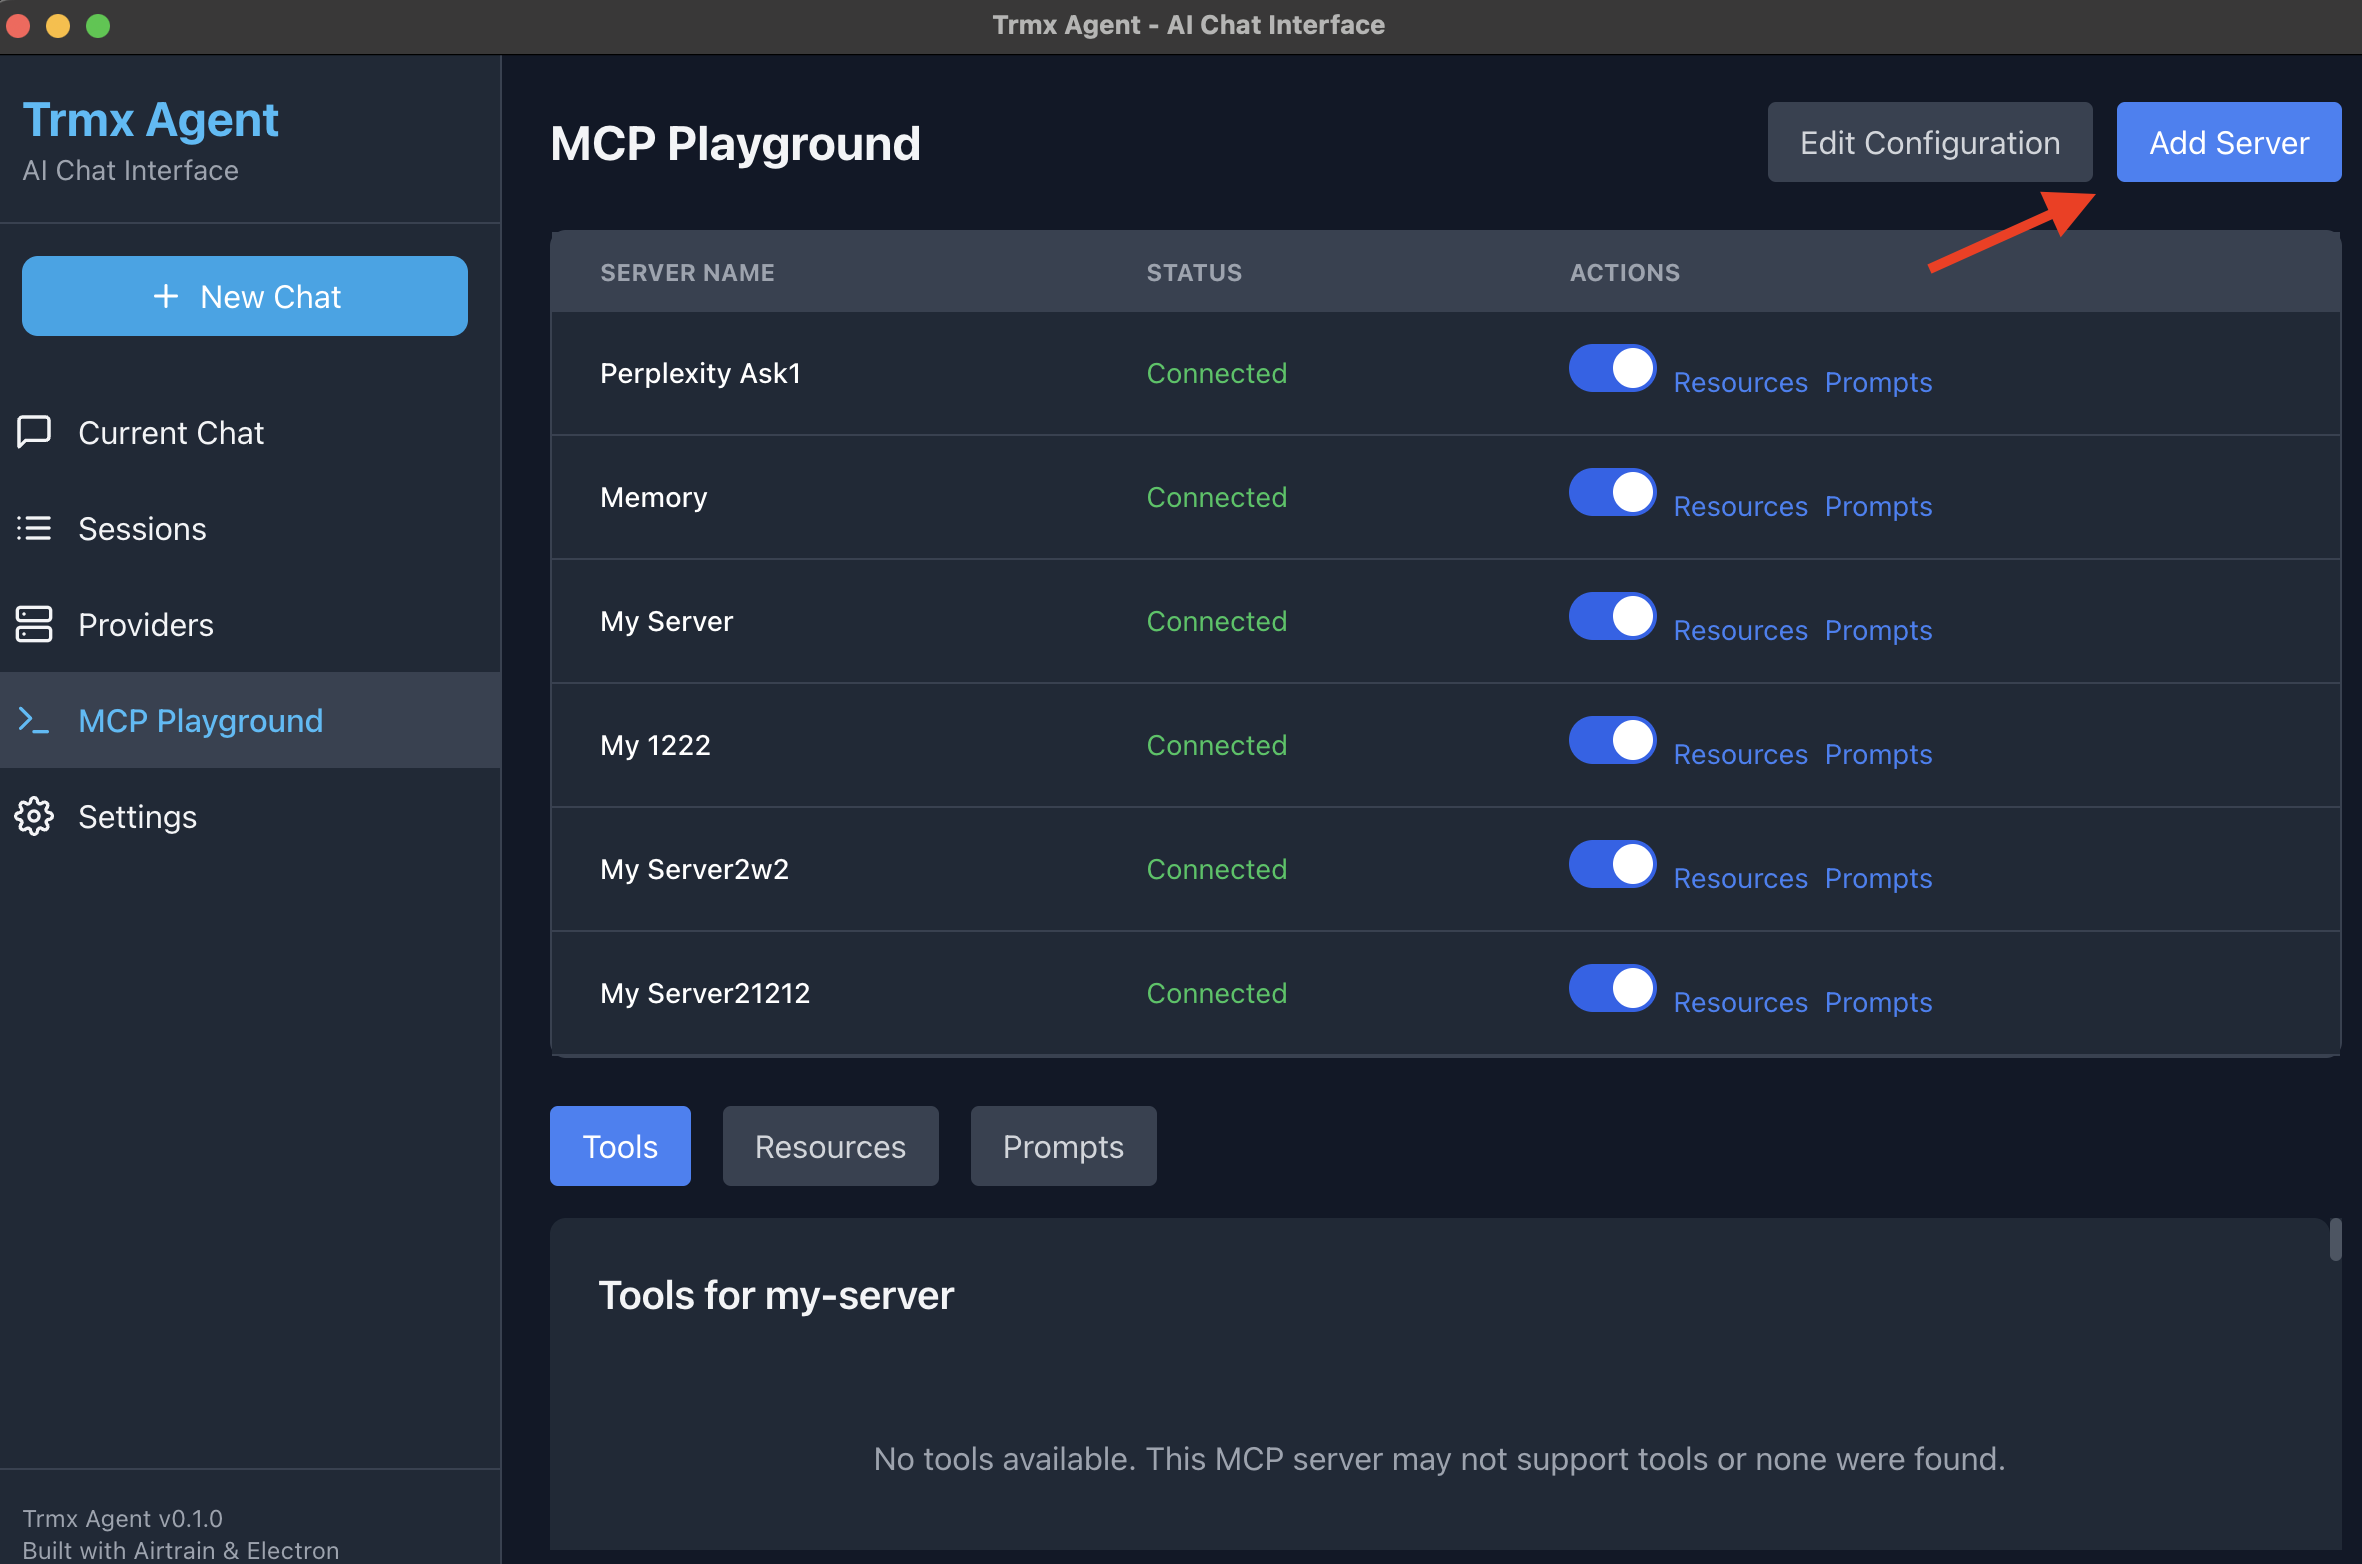 Trmx Agent - AI Chat Interface
Trmx Agent
AI Chat Interface
+ New Chat
Current Chat
Sessions
Providers
MCP Playground
Settings
Trmx Agent v0.1.0
Built with Airtrain & Electron
MCP Playground
Edit Configuration
Add Server
SERVER NAME STATUS ACTIONS
Perplexity Ask1 Connected Resources Prompts
Memory Connected Resources Prompts
My Server Connected Resources Prompts
My 1222 Connected Resources Prompts
My Server2w2 Connected Resources Prompts
My Server21212 Connected Resources Prompts
Tools Resources Prompts
Tools for my-server
No tools available. This MCP server may not support tools or none were found.